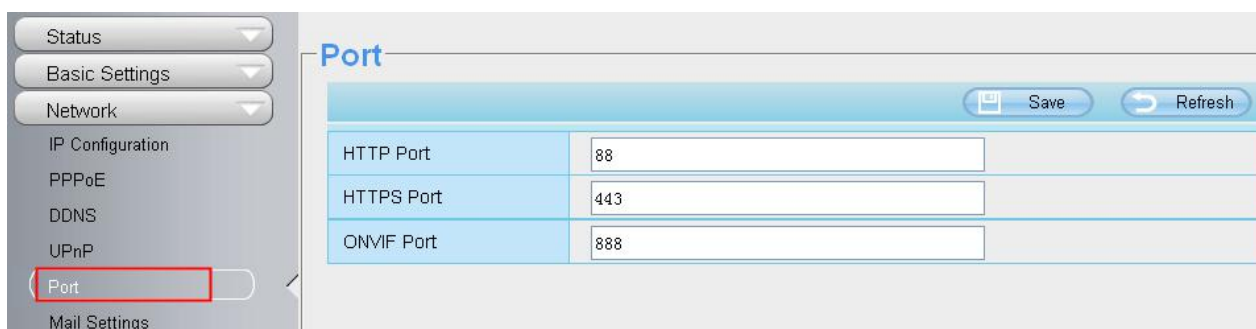 Status
Basic Settings
Network
IP Configuration
PPPoE
DDNS
UPnP
Port
Mail Settings
Port
Save Refresh
HTTP Port 88
HTTPS Port 443
ONVIF Port 888